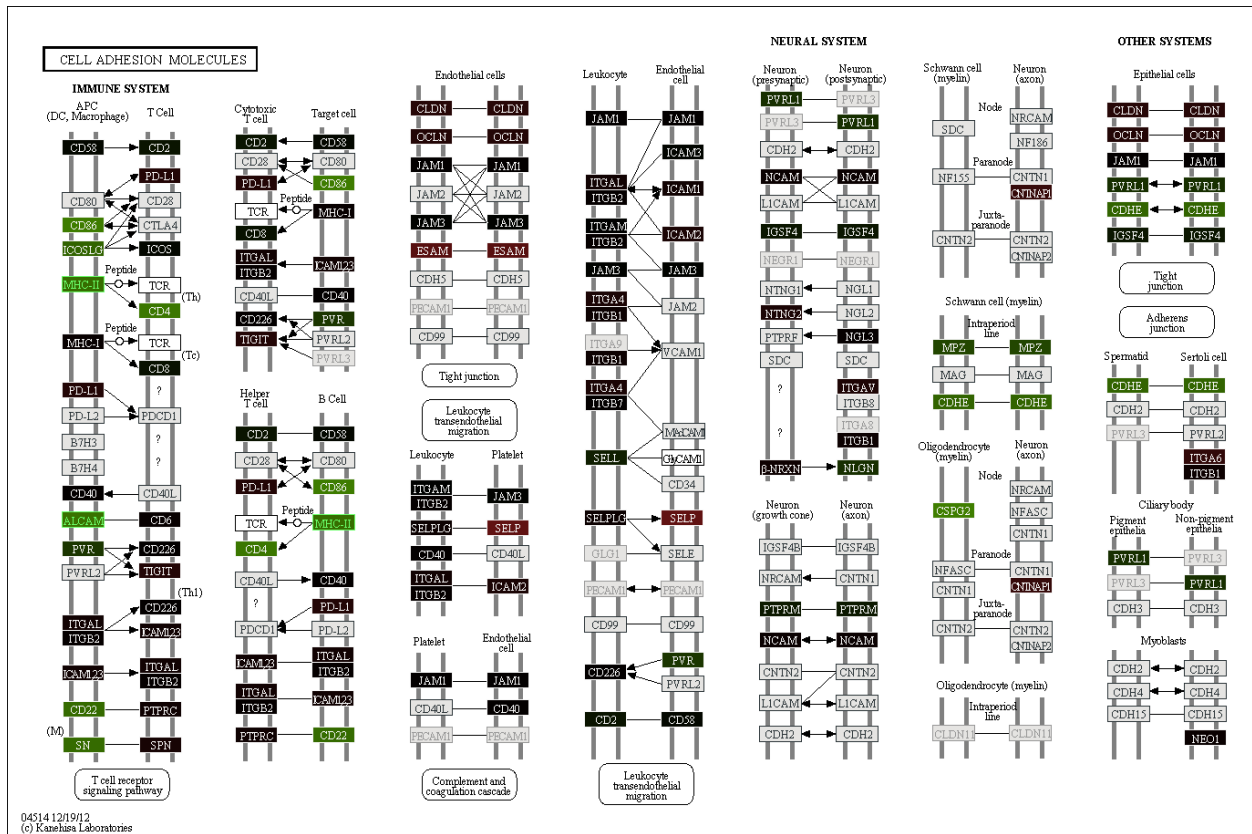 CELL ADHESION MOLECULES
IMMUNE SYSTEM
APC
(DC, Macrophage)
T Cell
CD58
CD2
PD-L1
CD80
CD28
CD86
CTLA4
ICOSLG
ICOS
MHC-II
Peptide
TCR
(Th)
CD4
MHC-I
Peptide
TCR
(Tc)
CD8
PD-L1
?
PD-L2
PDCD1
B7H3
?
B7H4
?
CD40
CD40L
ALCAM
CD6
PVR
CD226
PVRL2
TIGIT
(Th1)
CD226
ITGAL
ITGB2
ICAM123
ICAM123
ITGAL
ITGB2
CD22
PTPRC
(M)
SN
SPN
T cell receptor
signaling pathway
Cytotoxic
T cell
Target cell
CD2
CD58
CD28
CD80
PD-L1
CD86
Peptide
TCR
MHC-I
CD8
ITGAL
ITGB2
ICAM123
CD40L
CD40
CD226
PVR
TIGIT
PVRL2
PVRL3
Helper
T cell
B Cell
CD2
CD58
CD28
CD80
PD-L1
CD86
Peptide
TCR
MHC-II
CD4
CD40L
CD40
?
PD-L1
PDCD1
PD-L2
ICAM123
ITGAL
ITGB2
ITGAL
ITGB2
ICAM123
PTPRC
CD22
Endothelial cells
CLDN
CLDN
OCLN
OCLN
JAM1
JAM1
JAM2
JAM2
JAM3
JAM3
ESAM
ESAM
CDH5
CDH5
PECAM1
PECAM1
CD99
CD99
Tight junction
Leukocyte
transendothelial
migration
Leukocyte
Platelet
ITGAM
ITGB2
JAM3
SELPLG
SELP
CD40
CD40L
ITGAL
ITGB2
ICAM2
Platelet
Endothelial
cell
JAM1
JAM1
CD40L
CD40
PECAM1
PECAM1
Complement and
coagulation cascade
Leukocyte
Endothelial
cell
JAM1
JAM1
ICAM3
ITGAL
ITGB2
ICAM1
ITGAM
ITGB2
ICAM2
JAM3
JAM3
ITGA4
ITGB1
JAM2
ITGA9
ITGB1
VCAM1
ITGA4
ITGB7
MAdCAM1
SELL
GlyCAM1
CD34
SELPLG
SELP
GLG1
SELE
PECAM1
PECAM1
CD99
CD99
CD226
PVR
PVRL2
CD2
CD58
Leukocyte
transendothelial
migration
NEURAL SYSTEM
Neuron
(presynaptic)
Neuron
(postsynaptic)
PVRL1
PVRL3
PVRL3
PVRL1
CDH2
CDH2
NCAM
NCAM
L1CAM
L1CAM
IGSF4
IGSF4
NEGR1
NEGR1
NTNG1
NGL1
NTNG2
NGL2
PTPRF
NGL3
SDC
SDC
?
ITGAV
ITGB8
?
ITGA8
ITGB1
β-NRXN
NLGN
Neuron
(growth cone)
Neuron
(axon)
IGSF4B
IGSF4B
NRCAM
CNTN1
PTPRM
PTPRM
NCAM
NCAM
CNTN2
CNTN2
L1CAM
L1CAM
CDH2
CDH2
Schwann cell
(myelin)
Neuron
(axon)
Node
NRCAM
SDC
NF186
Paranode
NF155
CNTN1
CNTNAP1
Juxta-
paranode
CNTN2
CNTN2
CNTNAP2
Schwann cell (myelin)
Intraperiod
line
MPZ
MPZ
MAG
MAG
CDHE
CDHE
Oligodendrocyte
(myelin)
Neuron
(axon)
Node
NRCAM
CSPG2
NFASC
CNTN1
Paranode
NFASC
CNTN1
CNTN1
CNTNAP1
Juxta-
paranode
CNTN2
CNTN2
CNTNAP2
Oligodendrocyte (myelin)
Intraperiod
line
CLDN11
CLDN11
OTHER SYSTEMS
Epithelial cells
CLDN
CLDN
OCLN
OCLN
JAM1
JAM1
PVRL1
PVRL1
CDHE
CDHE
IGSF4
IGSF4
Tight
junction
Adherens
junction
Spermatid
Sertoli cell
CDHE
CDHE
CDH2
CDH2
PVRL3
PVRL2
ITGA6
ITGB1
Ciliary body
Pigment
epithelia
Non-pigment
epithelia
PVRL1
PVRL3
PVRL3
PVRL1
CDH3
CDH3
Myoblasts
CDH2
CDH2
CDH4
CDH4
CDH15
CDH15
NEO1
04514 12/19/12
(c) Kanehisa Laboratories